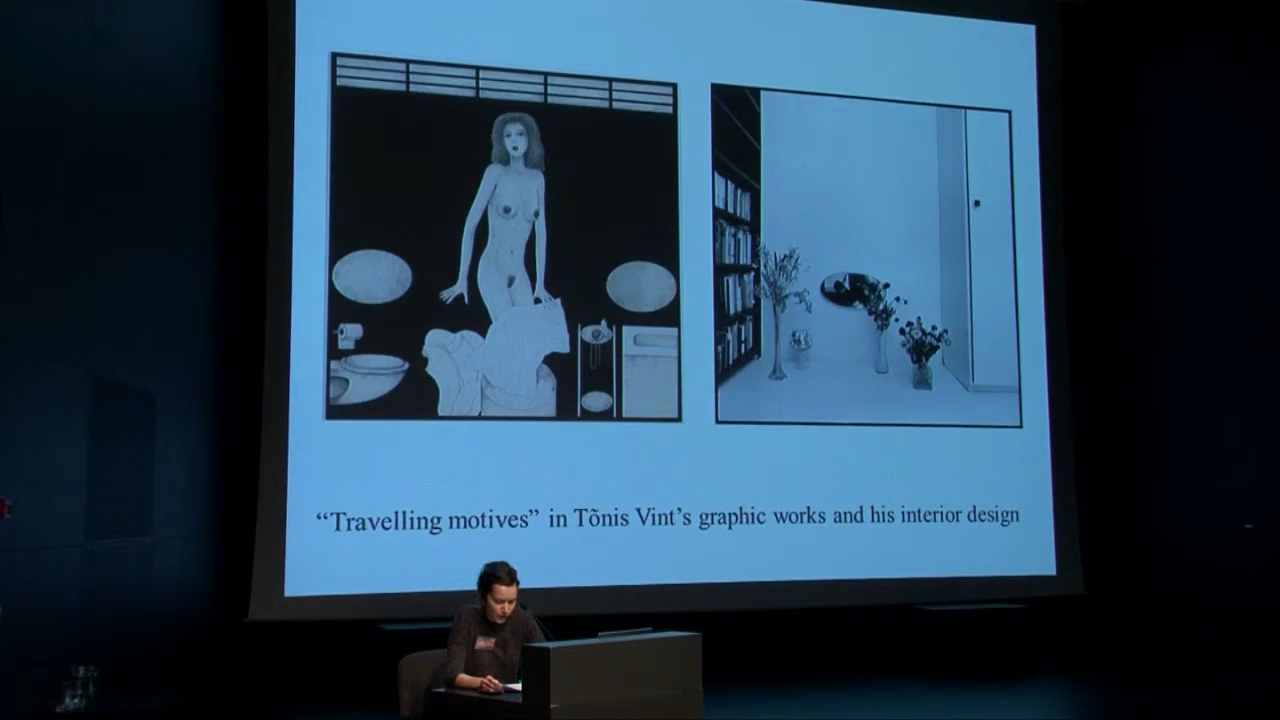 “Travelling motives” in Tõnis Vint’s graphic works and his interior design